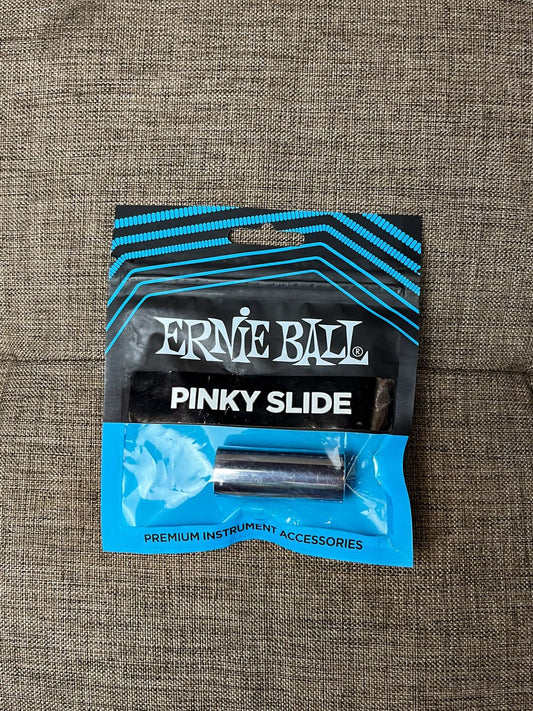 ERNIE BALL®
PINKY SLIDE
PREMIUM INSTRUMENT ACCESSORIES